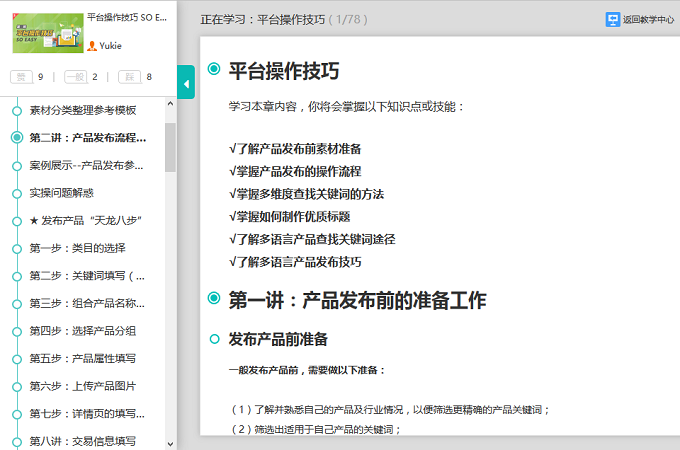 平台操作技巧 SO E...
Yukie
赞 9 一般 2 踩 8
素材分类整理参考模板
第二讲：产品发布流程...
案例展示--产品发布参...
实操问题解惑
★ 发布产品“天龙八步”
第一步：类目的选择
第二步：关键词填写（...
第三步：组合产品名称...
第四步：选择产品分组
第五步：产品属性填写
第六步：上传产品图片
第七步：详情页的填写...
第八讲：交易信息填写
正在学习：平台操作技巧（1/78）
返回教学中心
平台操作技巧
学习本章内容，你将会掌握以下知识点或技能：
√了解产品发布前素材准备
√掌握产品发布的操作流程
√掌握多维度查找关键词的方法
√掌握如何制作优质标题
√了解多语言产品查找关键词途径
√了解多语言产品发布技巧
第一讲：产品发布前的准备工作
发布产品前准备
一般发布产品前，需要做以下准备：
（1）了解并熟悉自己的产品及行业情况，以便筛选更精确的产品关键词；
（2）筛选出适用于自己产品的关键词；